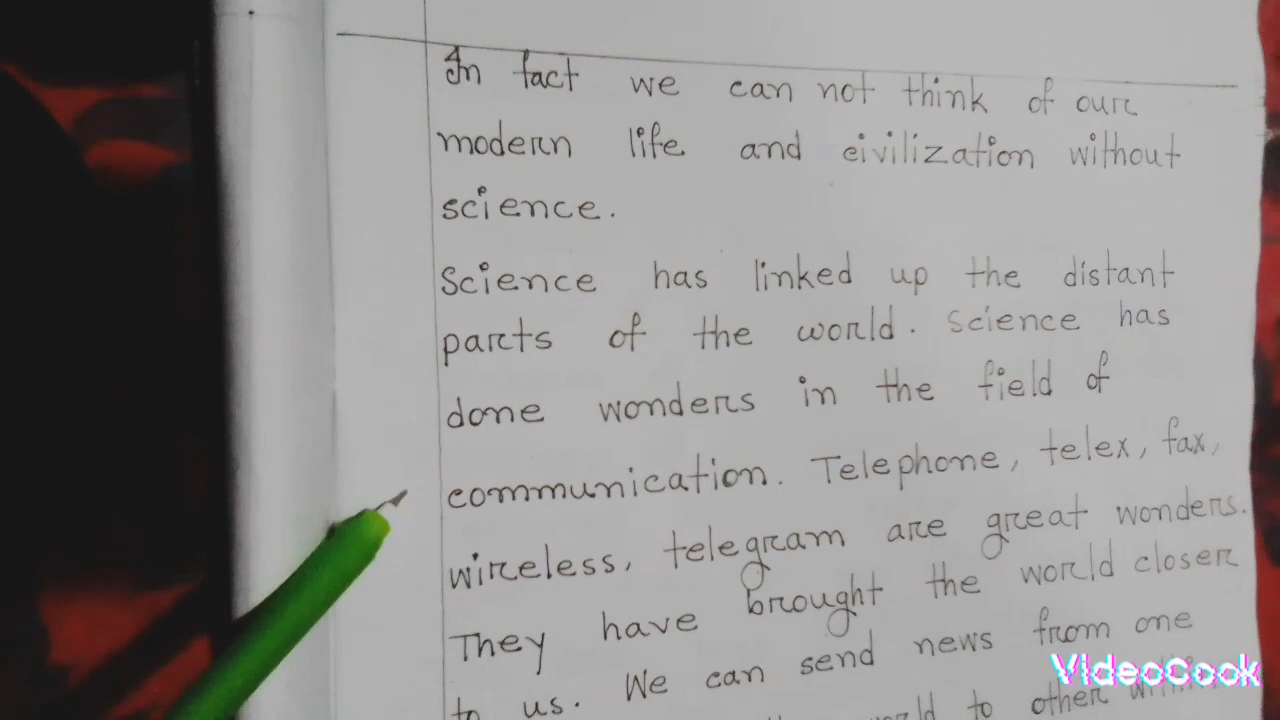 In fact we can not think of our
modern life and eivilization without
science.
Science has linked up the distant
parts of the world. Science has
done wonders in the field of
communication. Telephone, telex, fax,
wireless, telegram are great wonders.
They have brought the world closer
to us. We can send news from one
world to other
VideoCook